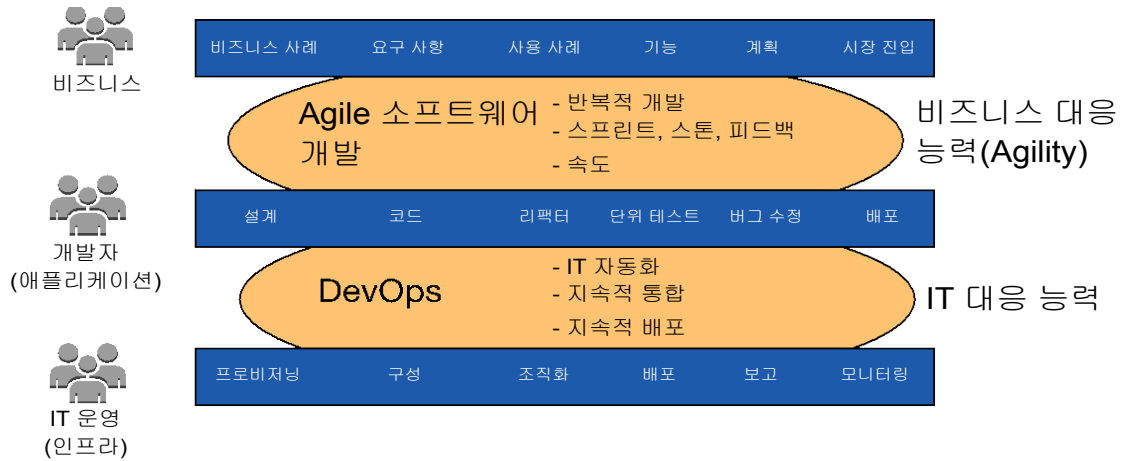 비즈니스 사례 요구 사항 사용 사례 기능 계획 시장 진입
비즈니스
Agile 소프트웨어
개발
- 반복적 개발
- 스프린트, 스톤, 피드백
- 속도
비즈니스 대응
능력(Agility)
설계 코드 리팩터 단위 테스트 버그 수정 배포
개발자
(애플리케이션)
DevOps
- IT 자동화
- 지속적 통합
- 지속적 배포
IT 대응 능력
프로비저닝 구성 조직화 배포 보고 모니터링
IT 운영
(인프라)